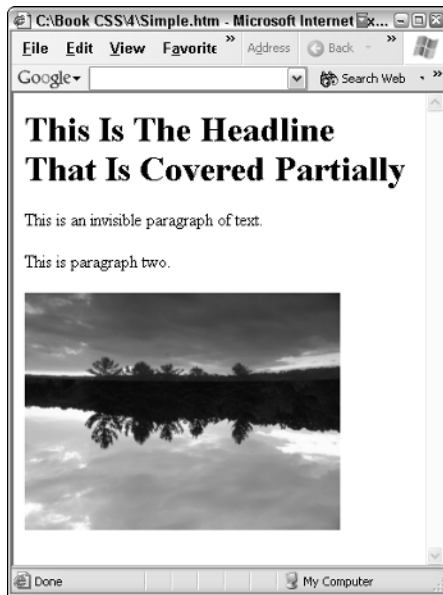 C:\Book CSS\4\Simple.htm - Microsoft Internet Ex...
File Edit View Favorite » Address Back »
Google Search Web »
This Is The Headline
That Is Covered Partially
This is an invisible paragraph of text.
This is paragraph two.
Done My Computer